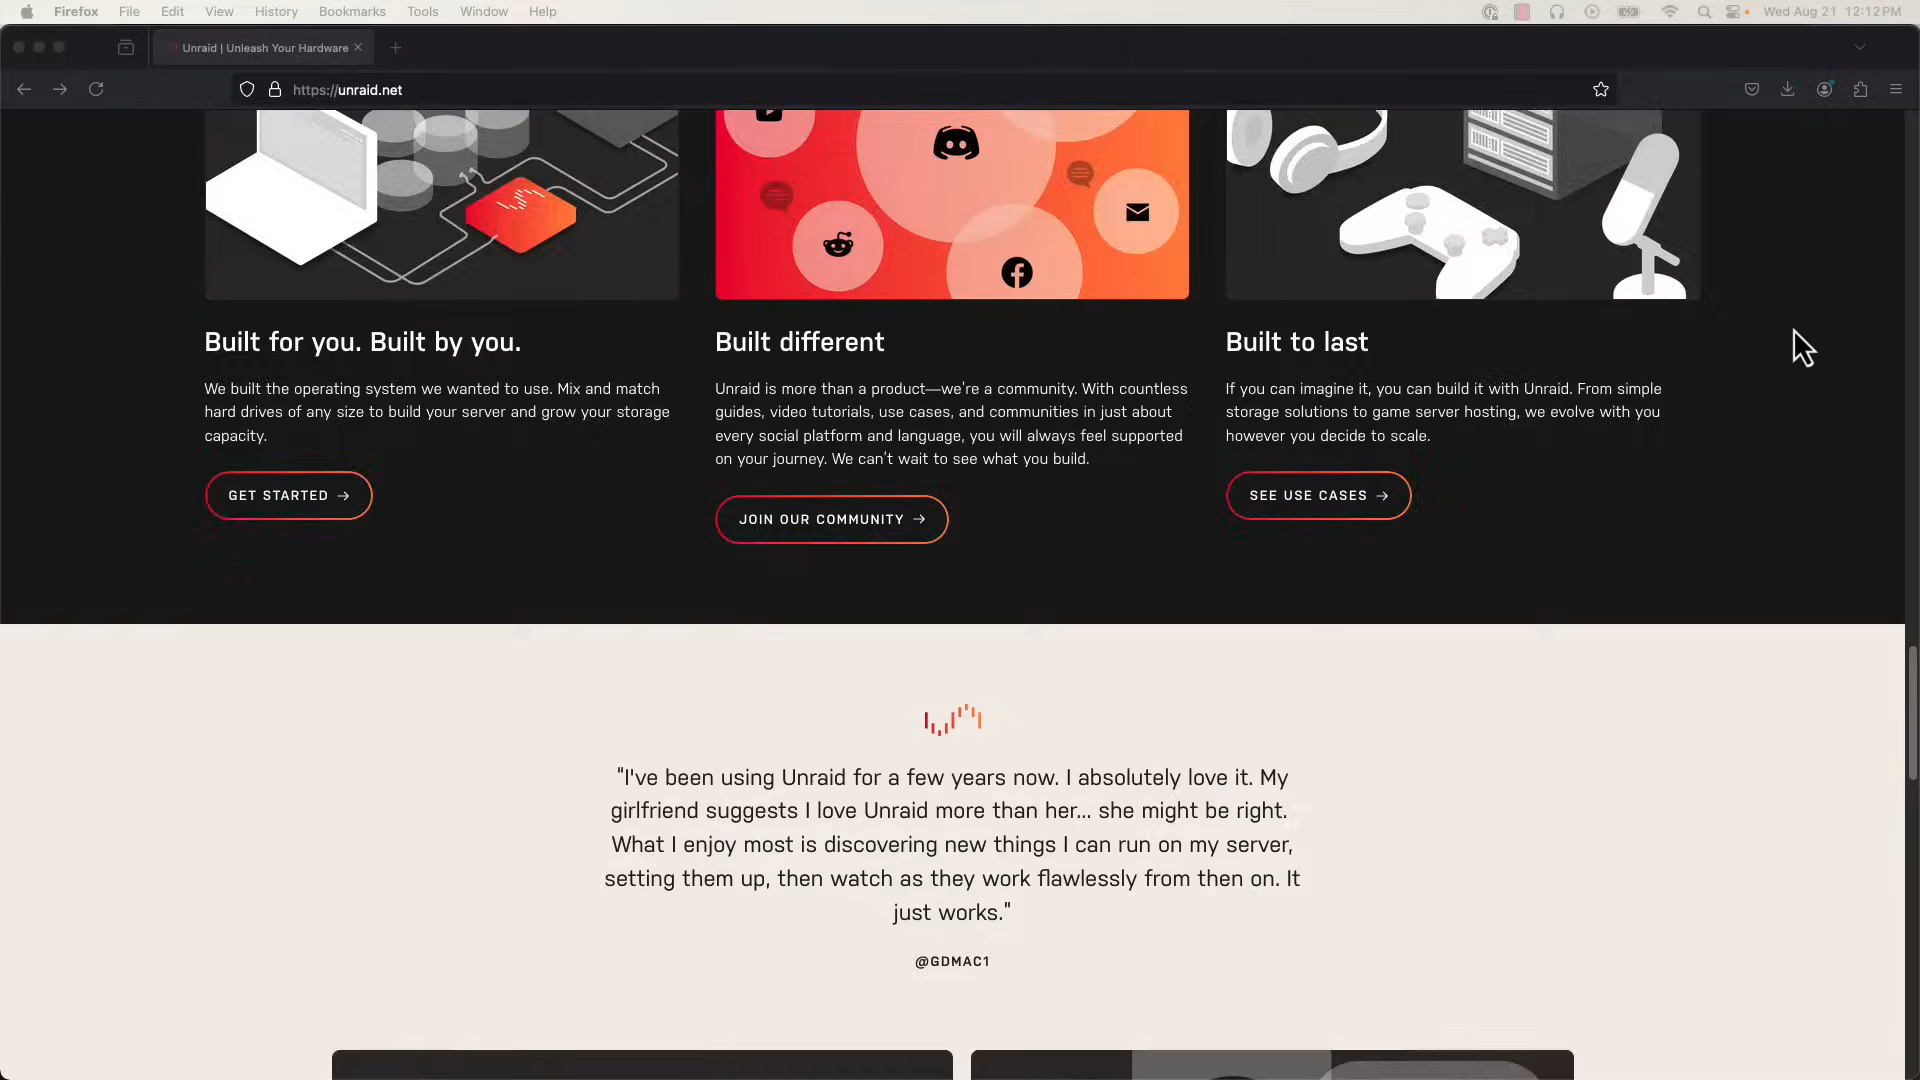 Firefox File Edit View History Bookmarks Tools Window Help Wed Aug 21 12:12 PM
Unraid | Unleash Your Hardware
https://unraid.net
Built for you. Built by you.
We built the operating system we wanted to use. Mix and match
hard drives of any size to build your server and grow your storage
capacity.
GET STARTED →
Built different
Unraid is more than a product—we're a community. With countless
guides, video tutorials, use cases, and communities in just about
every social platform and language, you will always feel supported
on your journey. We can't wait to see what you build.
JOIN OUR COMMUNITY →
Built to last
If you can imagine it, you can build it with Unraid. From simple
storage solutions to game server hosting, we evolve with you
however you decide to scale.
SEE USE CASES →
"I've been using Unraid for a few years now. I absolutely love it. My
girlfriend suggests I love Unraid more than her... she might be right.
What I enjoy most is discovering new things I can run on my server,
setting them up, then watch as they work flawlessly from then on. It
just works."
@GDMAC1